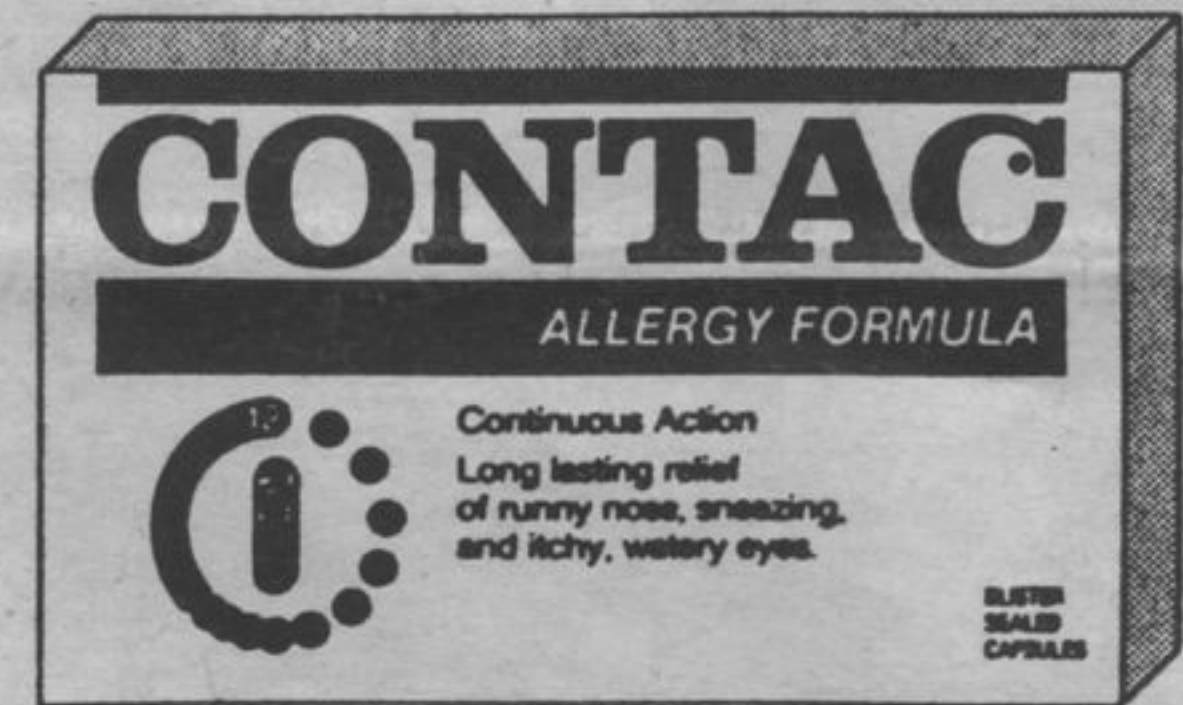 CONTAC
ALLERGY FORMULA
12
Continuous Action
Long lasting relief
of runny nose, sneezing,
and itchy, watery eyes.
BLISTER
SEALED
CAPSULES